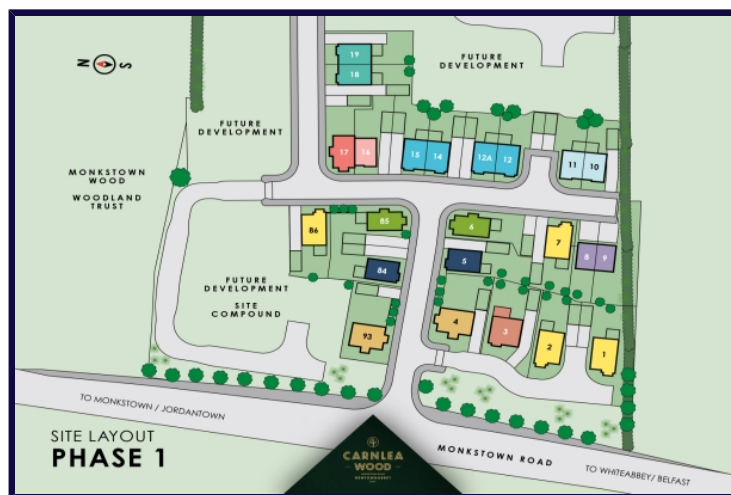 N S
19
18
FUTURE
DEVELOPMENT
FUTURE
DEVELOPMENT
MONKSTOWN
WOOD
WOODLAND
TRUST
17 16
15 14
12A 12
11 10
86
85
6
7
8 9
84
5
FUTURE
DEVELOPMENT
SITE
COMPOUND
93
4
3
2
1
TO MONKSTOWN / JORDANTOWN
SITE LAYOUT
PHASE 1
CARNLEA
WOOD
MONKSTOWN ROAD
TO WHITEABBEY/ BELFAST